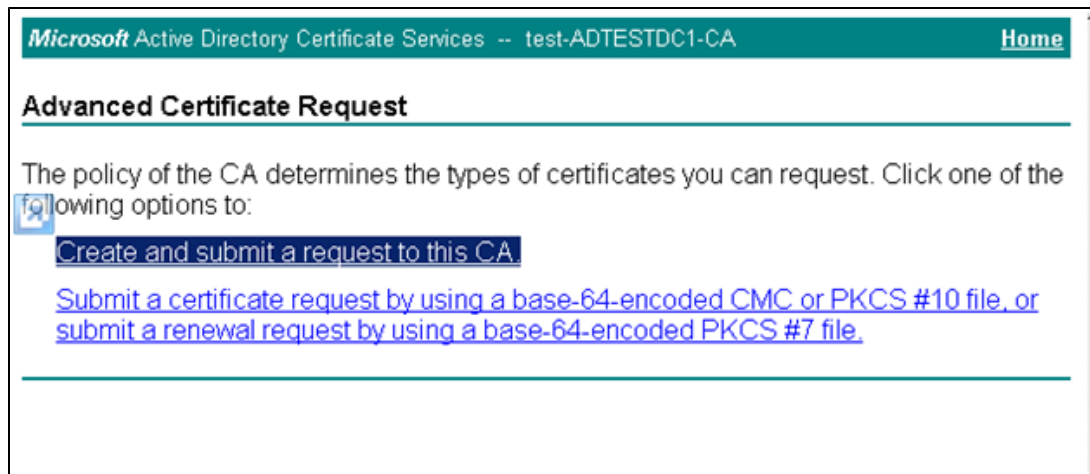 Microsoft Active Directory Certificate Services -- test-ADTESTDC1-CA Home
Advanced Certificate Request
The policy of the CA determines the types of certificates you can request. Click one of the
following options to:
Create and submit a request to this CA.
Submit a certificate request by using a base-64-encoded CMC or PKCS #10 file, or
submit a renewal request by using a base-64-encoded PKCS #7 file.